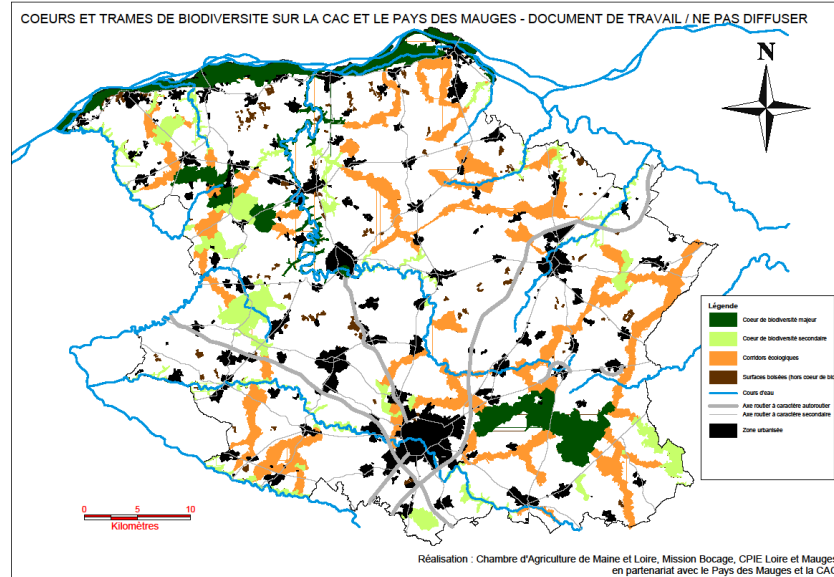 COEURS ET TRAMES DE BIODIVERSITE SUR LA CAC ET LE PAYS DES MAUGES - DOCUMENT DE TRAVAIL / NE PAS DIFFUSER
N
Légende
Coeur de biodiversité majeur
Coeur de biodiversité secondaire
Corridors écologiques
Surfaces boisées (hors coeur de bio
Cours d'eau
Axe routier à caractère autoroutier
Axe routier à caractère secondaire
Zone urbanisée
0 5 10
Kilomètres
Réalisation : Chambre d'Agriculture de Maine et Loire, Mission Bocage, CPIE Loire et Mauges
en partenariat avec le Pays des Mauges et la CAC